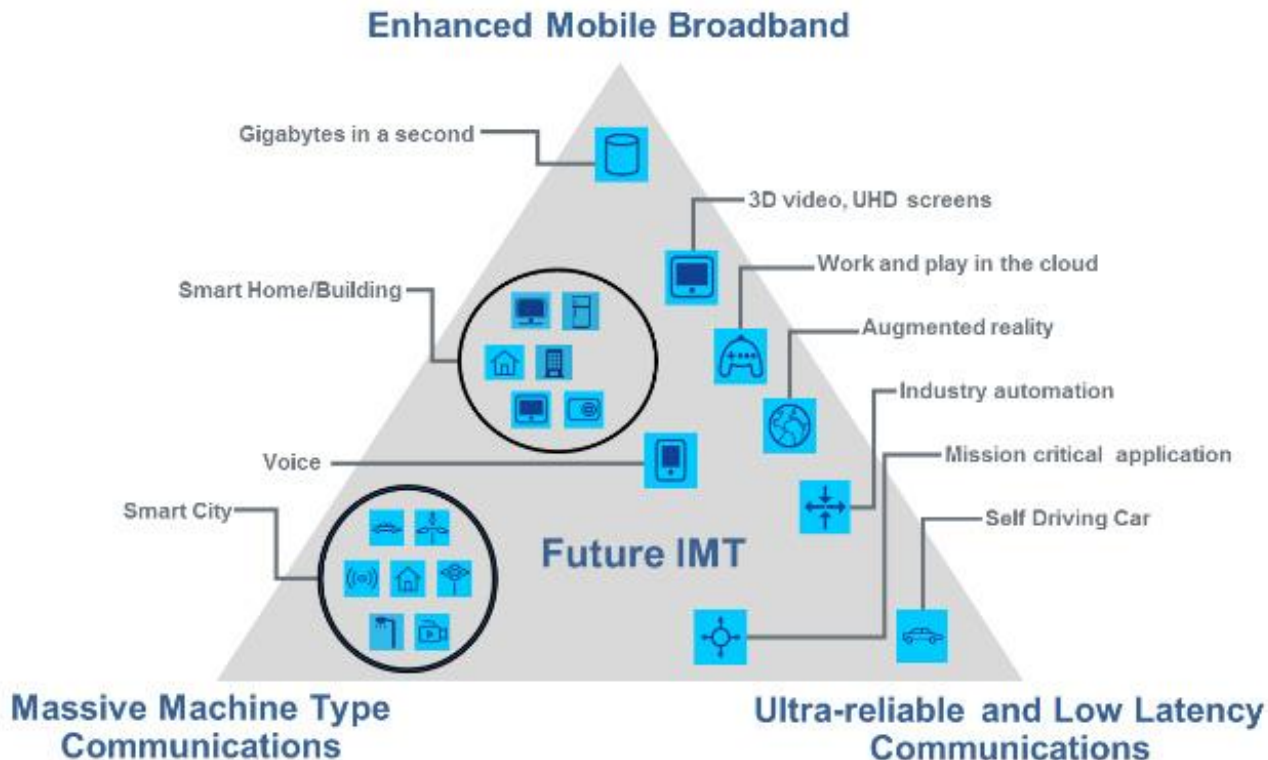 Enhanced Mobile Broadband
Gigabytes in a second
3D video, UHD screens
Work and play in the cloud
Smart Home/Building
Augmented reality
Industry automation
Voice
Mission critical application
Smart City
Self Driving Car
Future IMT
Massive Machine Type
Communications
Ultra-reliable and Low Latency
Communications